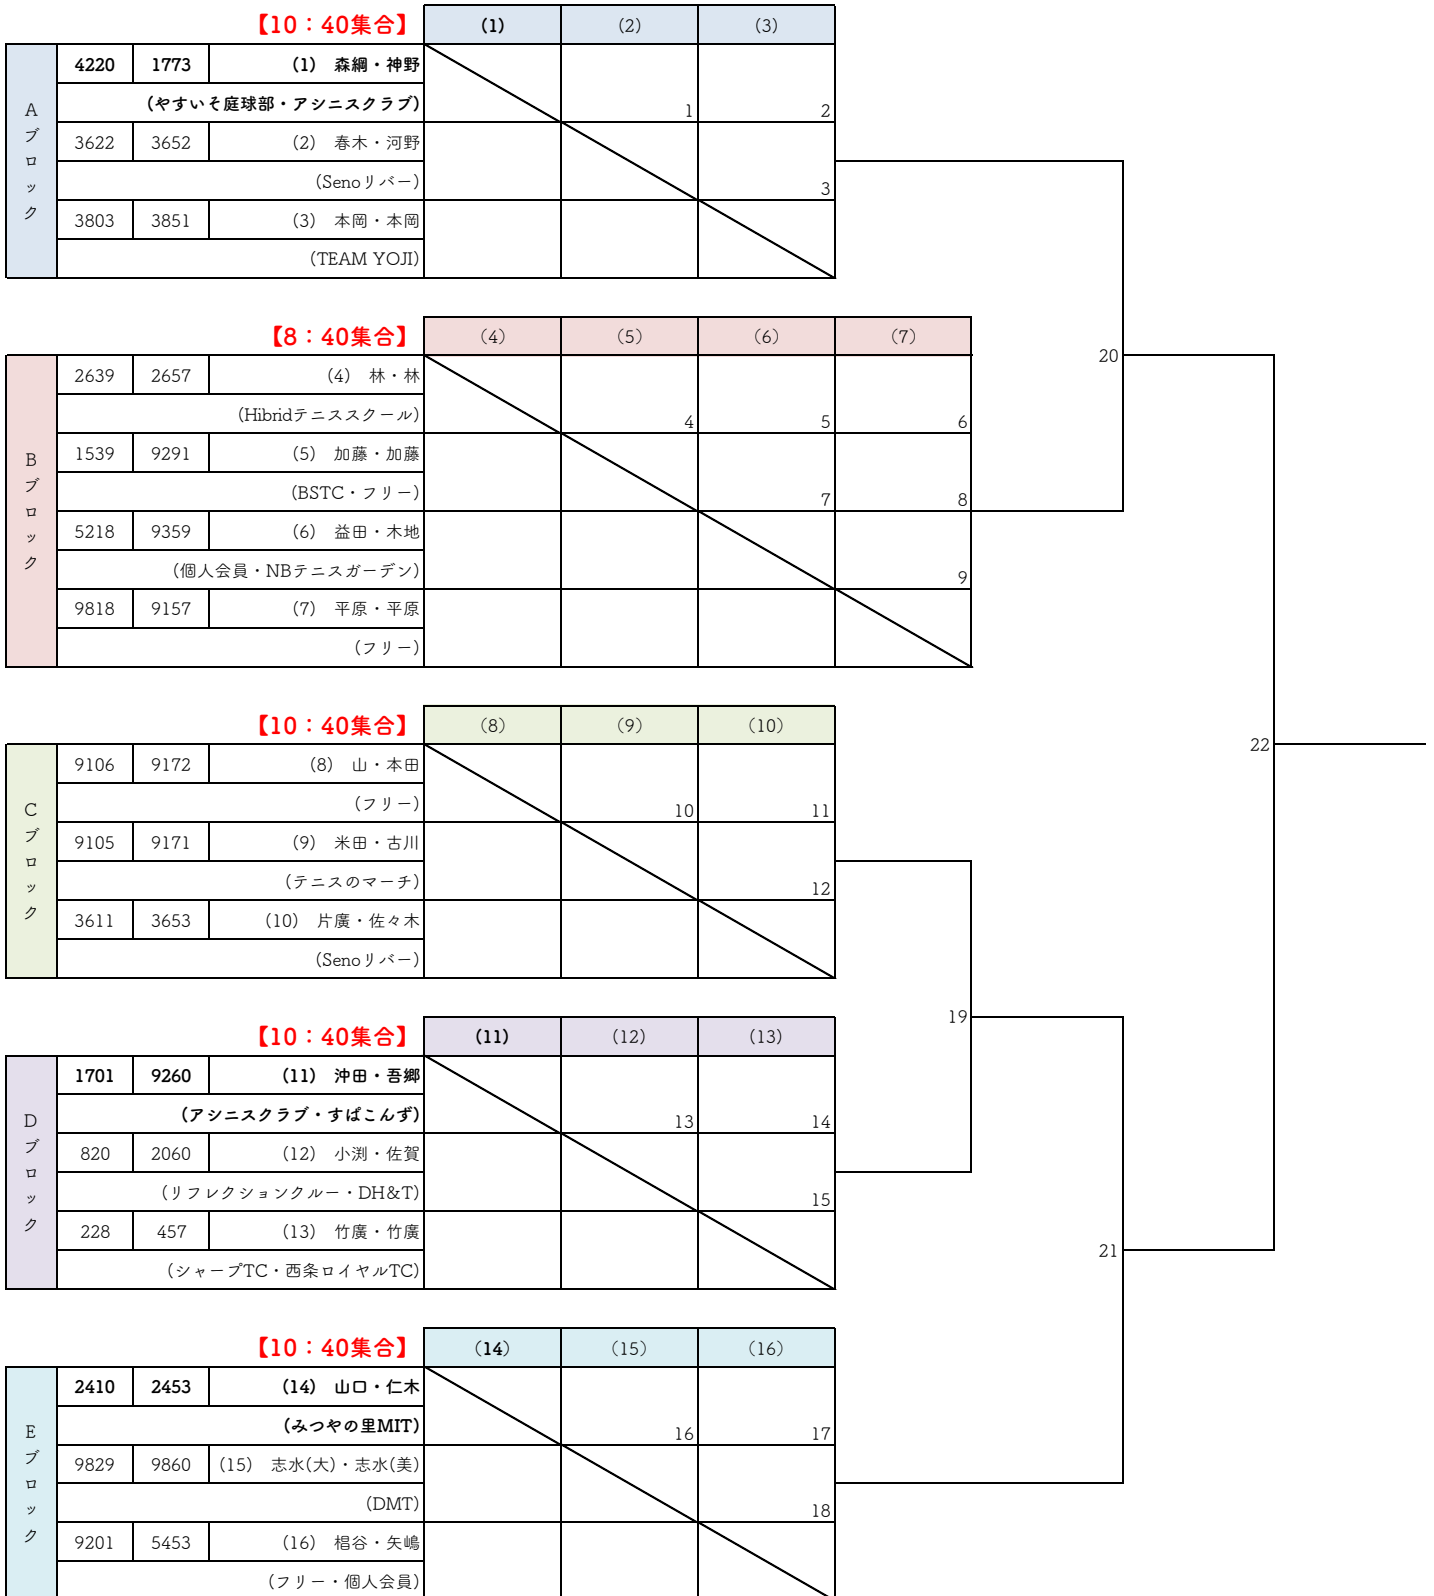 【10：40集合】 (1) (2) (3)
Aブロック
4220 1773 (1) 森綱・神野
(やすいそ庭球部・アシニスクラブ) 1 2
3622 3652 (2) 春木・河野
(Senoリバー) 3
3803 3851 (3) 本岡・本岡
(TEAM YOJI)
【8：40集合】 (4) (5) (6) (7)
20
Bブロック
2639 2657 (4) 林・林
(Hibridテニススクール) 4 5 6
1539 9291 (5) 加藤・加藤
(BSTC・フリー) 7 8
5218 9359 (6) 益田・木地
(個人会員・NBテニスガーデン) 9
9818 9157 (7) 平原・平原
(フリー)
【10：40集合】 (8) (9) (10)
22
Cブロック
9106 9172 (8) 山・本田
(フリー) 10 11
9105 9171 (9) 米田・古川
(テニスのマーチ) 12
3611 3653 (10) 片廣・佐々木
(Senoリバー)
19
【10：40集合】 (11) (12) (13)
Dブロック
1701 9260 (11) 沖田・吾郷
(アシニスクラブ・すぱこんず) 13 14
820 2060 (12) 小渕・佐賀
(リフレクションクルー・DH&T) 15
228 457 (13) 竹廣・竹廣
21
(シャープTC・西条ロイヤルTC)
【10：40集合】 (14) (15) (16)
Eブロック
2410 2453 (14) 山口・仁木
(みつやの里MIT) 16 17
9829 9860 (15) 志水(大)・志水(美)
(DMT) 18
9201 5453 (16) 椙谷・矢嶋
(フリー・個人会員)